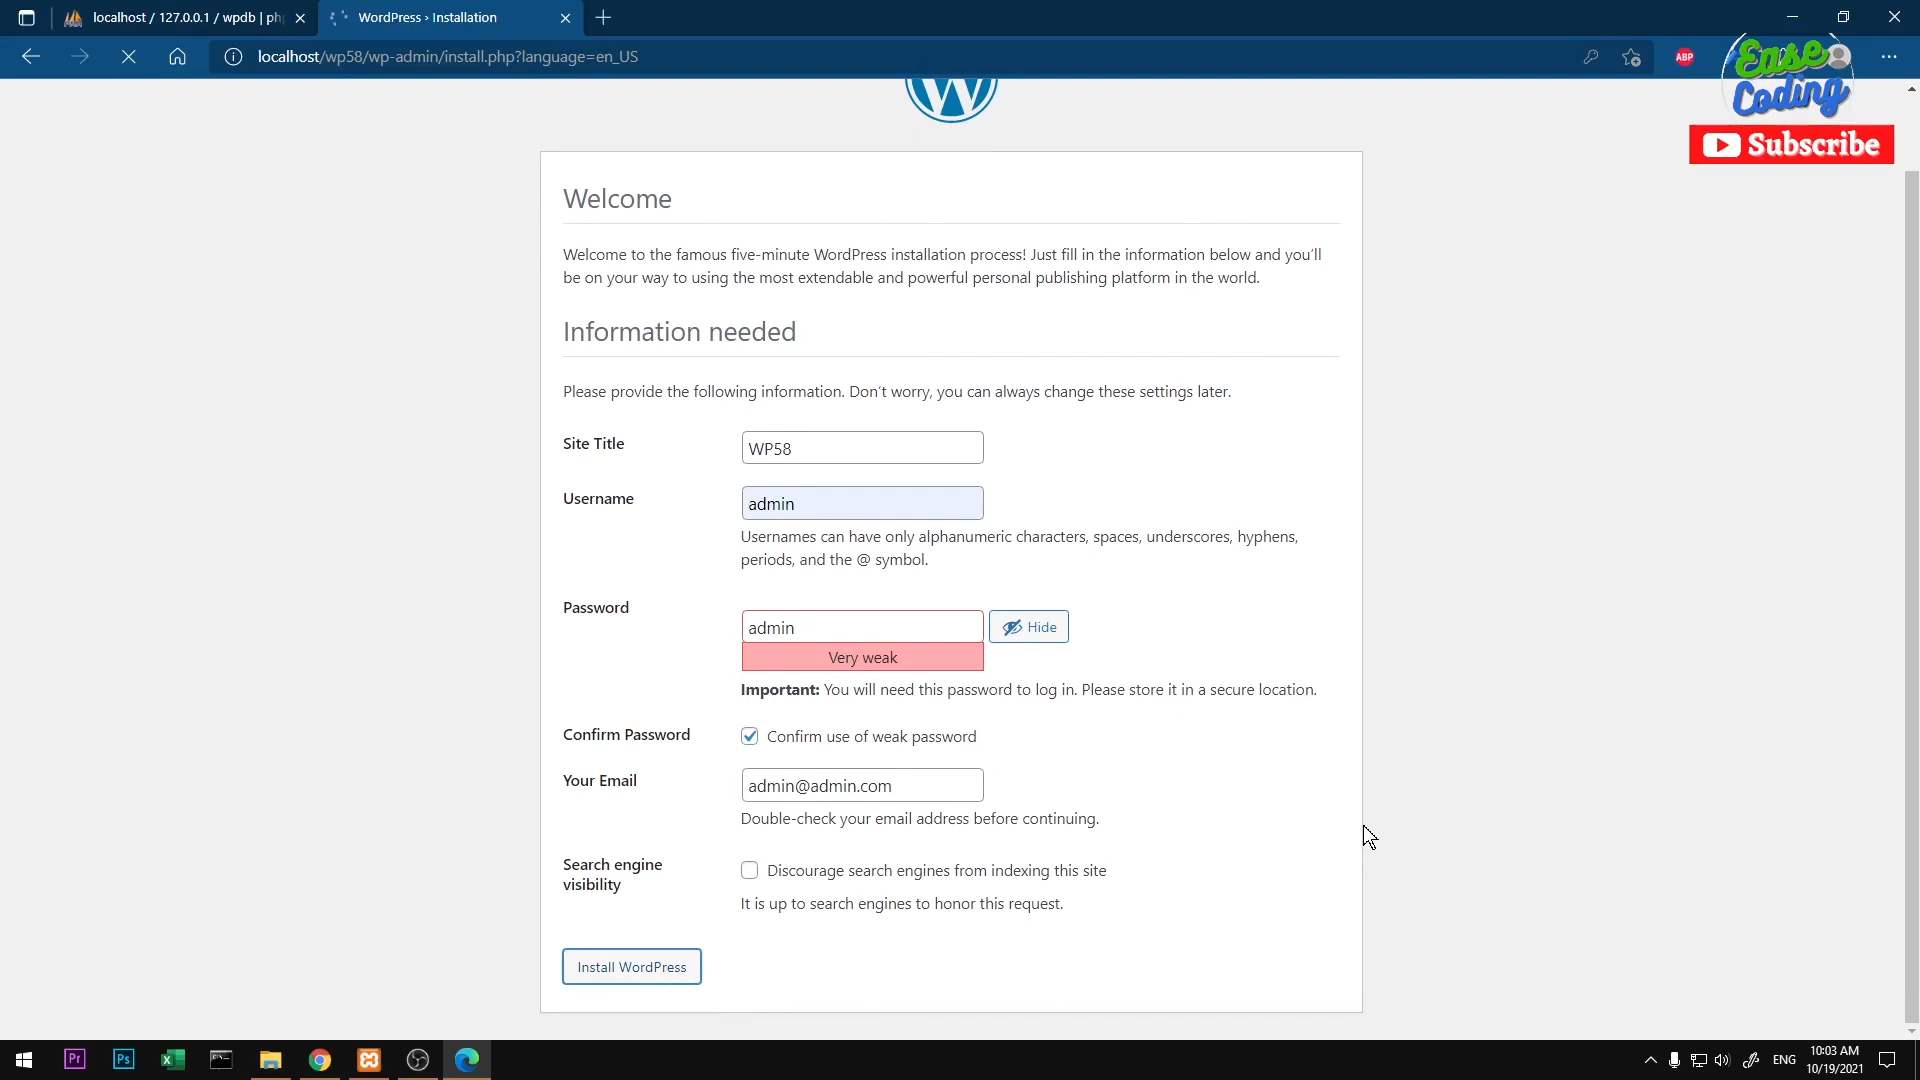 localhost / 127.0.0.1 / wpdb | ph
WordPress › Installation
localhost/wp58/wp-admin/install.php?language=en_US
ABP
Ease
Coding
Subscribe
Welcome
Welcome to the famous five-minute WordPress installation process! Just fill in the information below and you’ll
be on your way to using the most extendable and powerful personal publishing platform in the world.
Information needed
Please provide the following information. Don’t worry, you can always change these settings later.
Site Title
WP58
Username
admin
Usernames can have only alphanumeric characters, spaces, underscores, hyphens,
periods, and the @ symbol.
Password
admin
Hide
Very weak
Important: You will need this password to log in. Please store it in a secure location.
Confirm Password
Confirm use of weak password
Your Email
admin@admin.com
Double-check your email address before continuing.
Search engine
visibility
Discourage search engines from indexing this site
It is up to search engines to honor this request.
Install WordPress
Pr
Ps
ENG
10:03 AM
10/19/2021